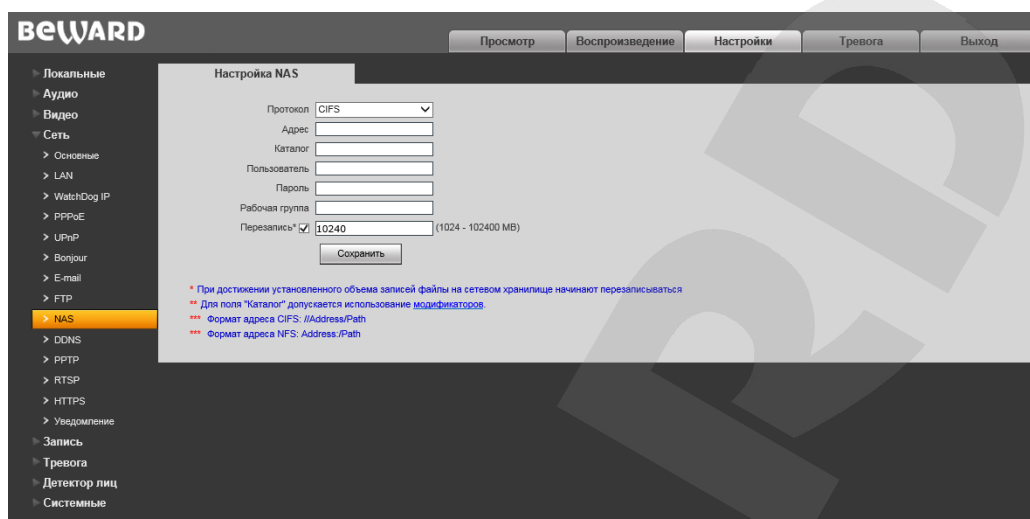 BEWARD
Просмотр Воспроизведение Настройки Тревога Выход
Локальные
Аудио
Видео
Сеть
Основные
LAN
WatchDog IP
PPPoE
UPnP
Bonjour
E-mail
FTP
NAS
DDNS
PPTP
RTSP
HTTPS
Уведомление
Запись
Тревога
Детектор лиц
Системные
Настройка NAS
Протокол CIFS
Адрес
Каталог
Пользователь
Пароль
Рабочая группа
Перезапись* 10240 (1024 - 102400 MB)
Сохранить
* При достижении установленного объема записей файлы на сетевом хранилище начинают перезаписываться
** Для поля "Каталог" допускается использование модификаторов.
*** Формат адреса CIFS: //Address/Path
*** Формат адреса NFS: Address:/Path